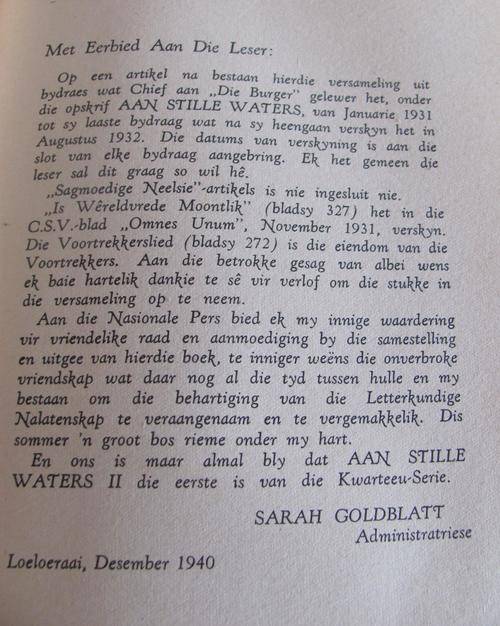 Met Eerbied Aan Die Leser:
Op een artikel na bestaan hierdie versameling uit
bydraes wat Chief aan „Die Burger” gelewer het, onder
die opskrif AAN STILLE WATERS, van Januarie 1931
tot sy laaste bydraag wat na sy heengaan verskyn het in
Augustus 1932. Die datums van verskyning is aan die
slot van elke bydraag aangebring. Ek het gemeen die
leser sal dit graag so wil hê.
„Sagmoedige Neelsie”-artikels is nie ingesluit nie.
„Is Wêreldvrede Moontlik” (bladsy 327) het in die
C.S.V.-blad „Omnes Unum”, November 1931, verskyn.
Die Voortrekkerslied (bladsy 272) is die eiendom van die
Voortrekkers. Aan die betrokke gesag van albei wens
ek baie hartelik dankie te sê vir verlof om die stukke in
die versameling op te neem.
Aan die Nasionale Pers bied ek my innige waardering
vir vriendelike raad en aanmoediging by die samestelling
en uitgee van hierdie boek, te inniger weëns die onverbroke
vriendskap wat daar nog al die tyd tussen hulle en my
bestaan om die behartiging van die Letterkundige
Nalatenskap te veraangenaam en te vergemakkelik. Dis
sommer 'n groot bos rieme onder my hart.
En ons is maar almal bly dat AAN STILLE
WATERS II die eerste is van die Kwarteeu-Serie.
SARAH GOLDBLATT
Administratriese
Loeloeraai, Desember 1940